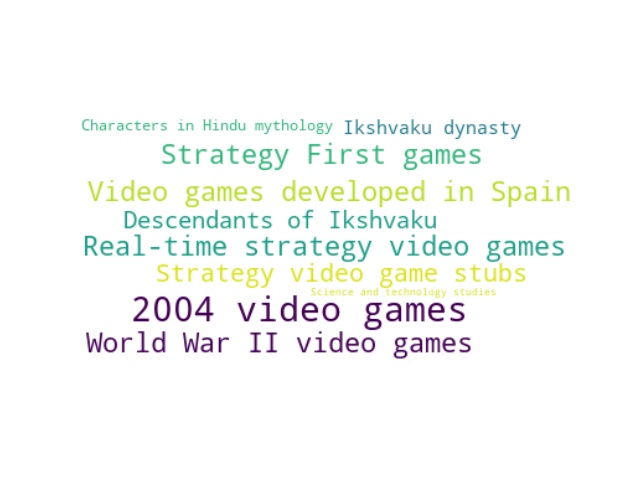 Characters in Hindu mythology
Ikshvaku dynasty
Strategy First games
Video games developed in Spain
Descendants of Ikshvaku
Real-time strategy video games
Strategy video game stubs
Science and technology studies
2004 video games
World War II video games